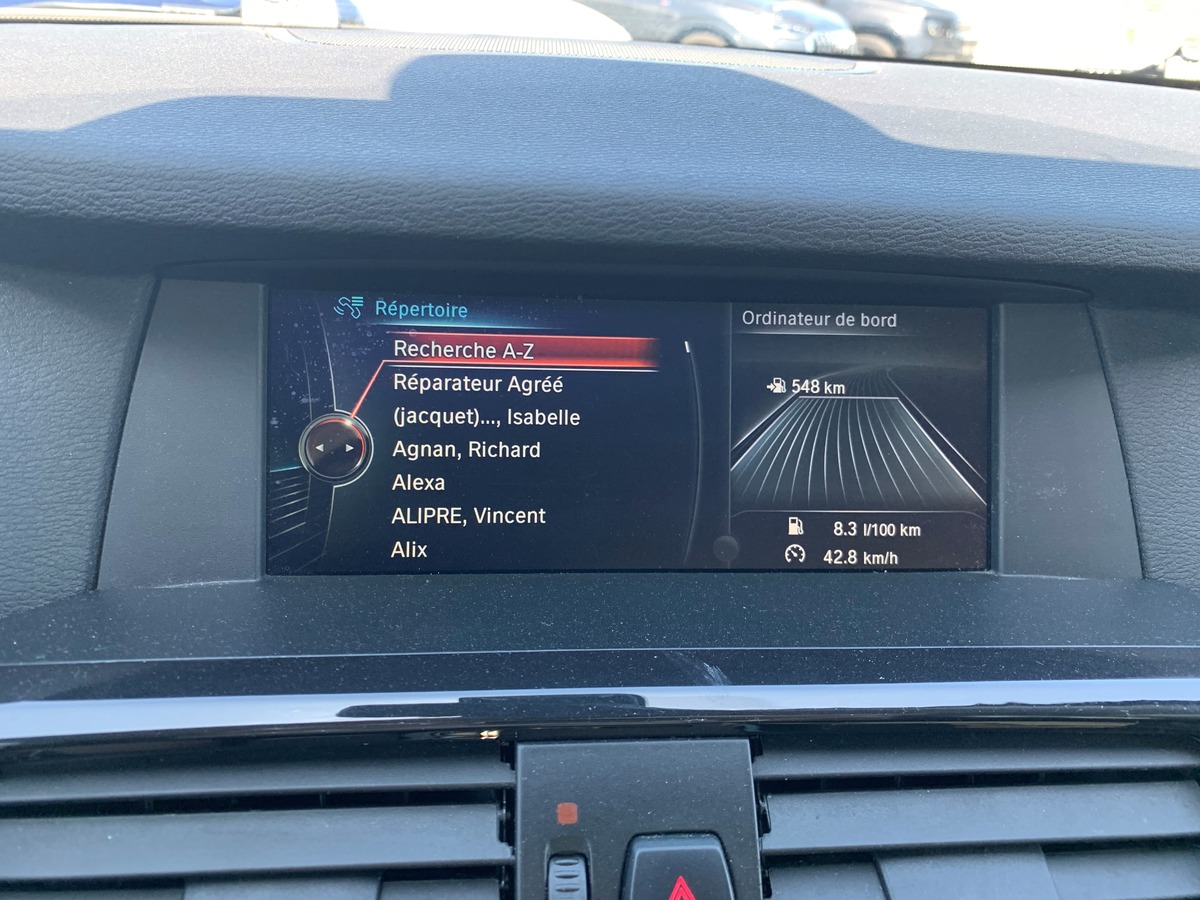 Répertoire
Recherche A-Z
Réparateur Agréé
(jacquet)..., Isabelle
Agnan, Richard
Alexa
ALIPRE, Vincent
Alix
Ordinateur de bord
548 km
8.3 l/100 km
42.8 km/h